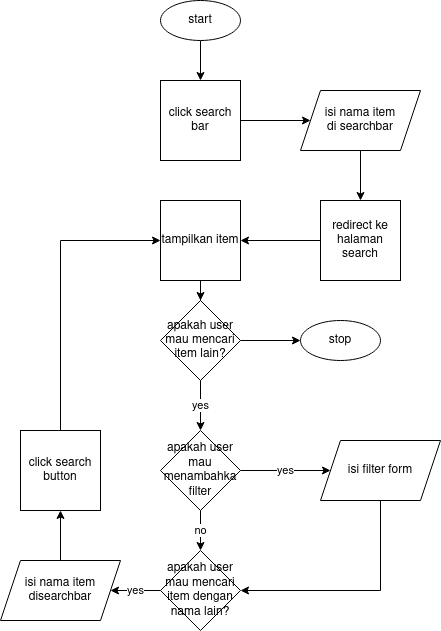 start
click search
bar
isi nama item
di searchbar
tampilkan item
redirect ke
halaman
search
apakah user
mau mencari
item lain?
stop
yes
apakah user
mau
menambahka
filter
yes
isi filter form
click search
button
no
apakah user
mau mencari
item dengan
nama lain?
yes
isi nama item
disearchbar